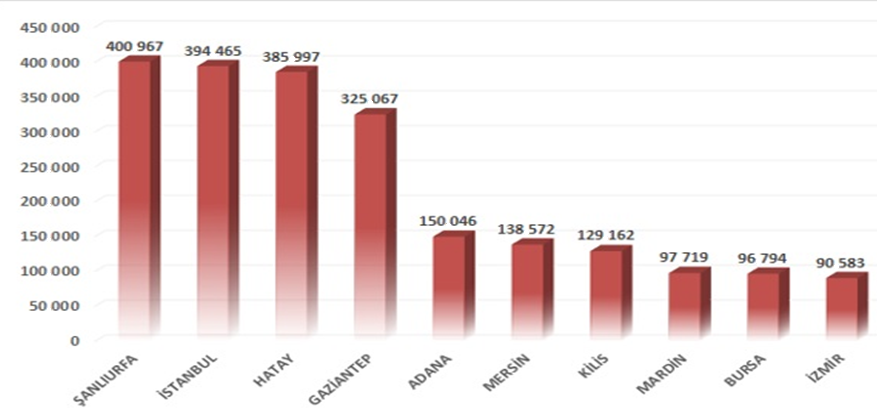 450 000
400 000
350 000
300 000
250 000
200 000
150 000
100 000
50 000
0
400 967
394 465
385 997
325 067
150 046
138 572
129 162
97 719
96 794
90 583
ŞANLIURFA
İSTANBUL
HATAY
GAZİANTEP
ADANA
MERSİN
KİLİS
MARDİN
BURSA
İZMİR